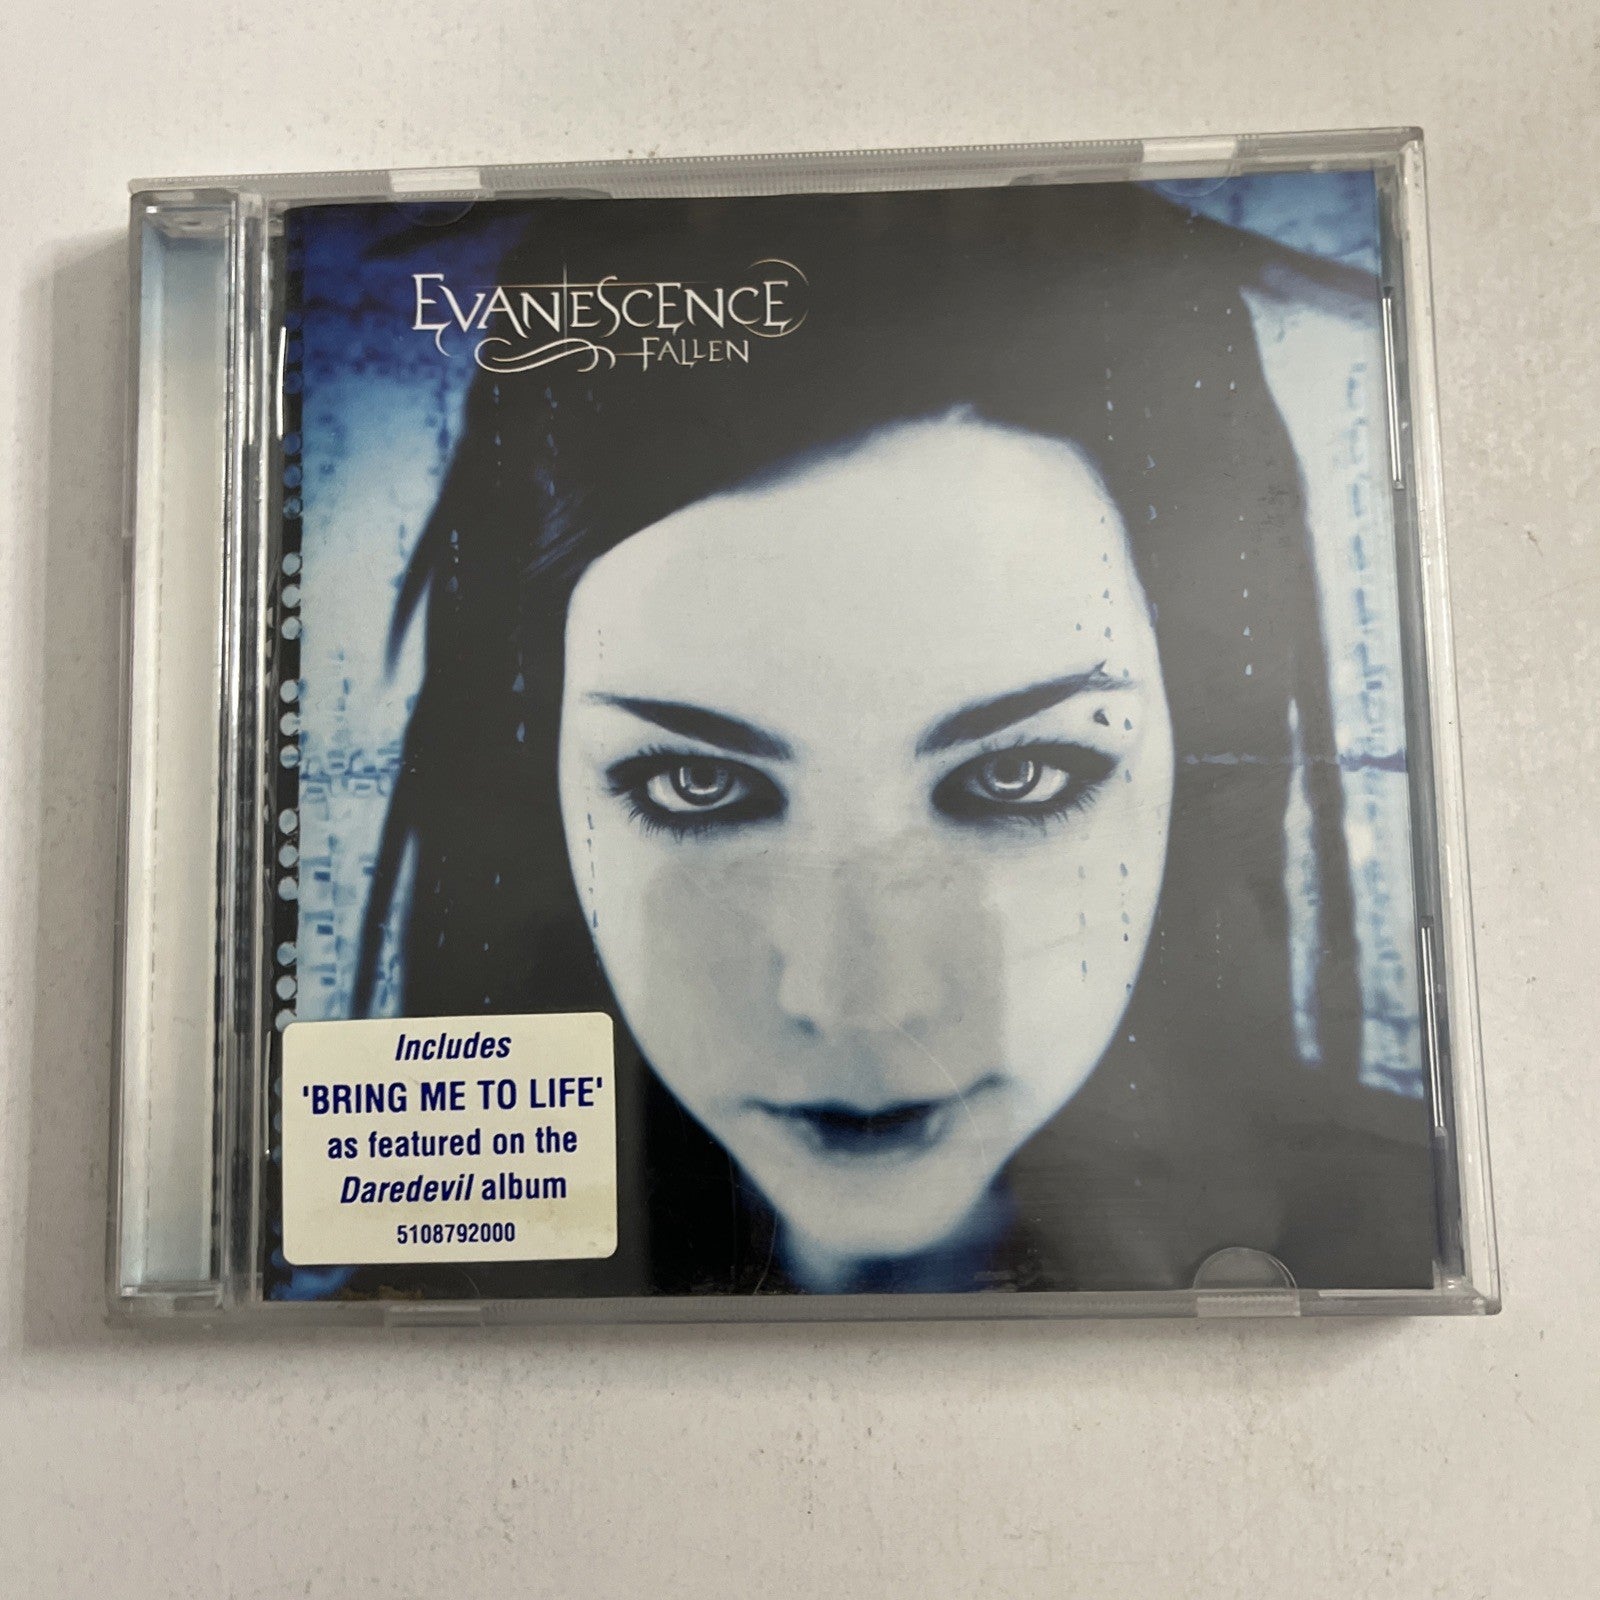 EVANESCENCE
FALLEN
Includes
'BRING ME TO LIFE'
as featured on the
Daredevil album
5108792000